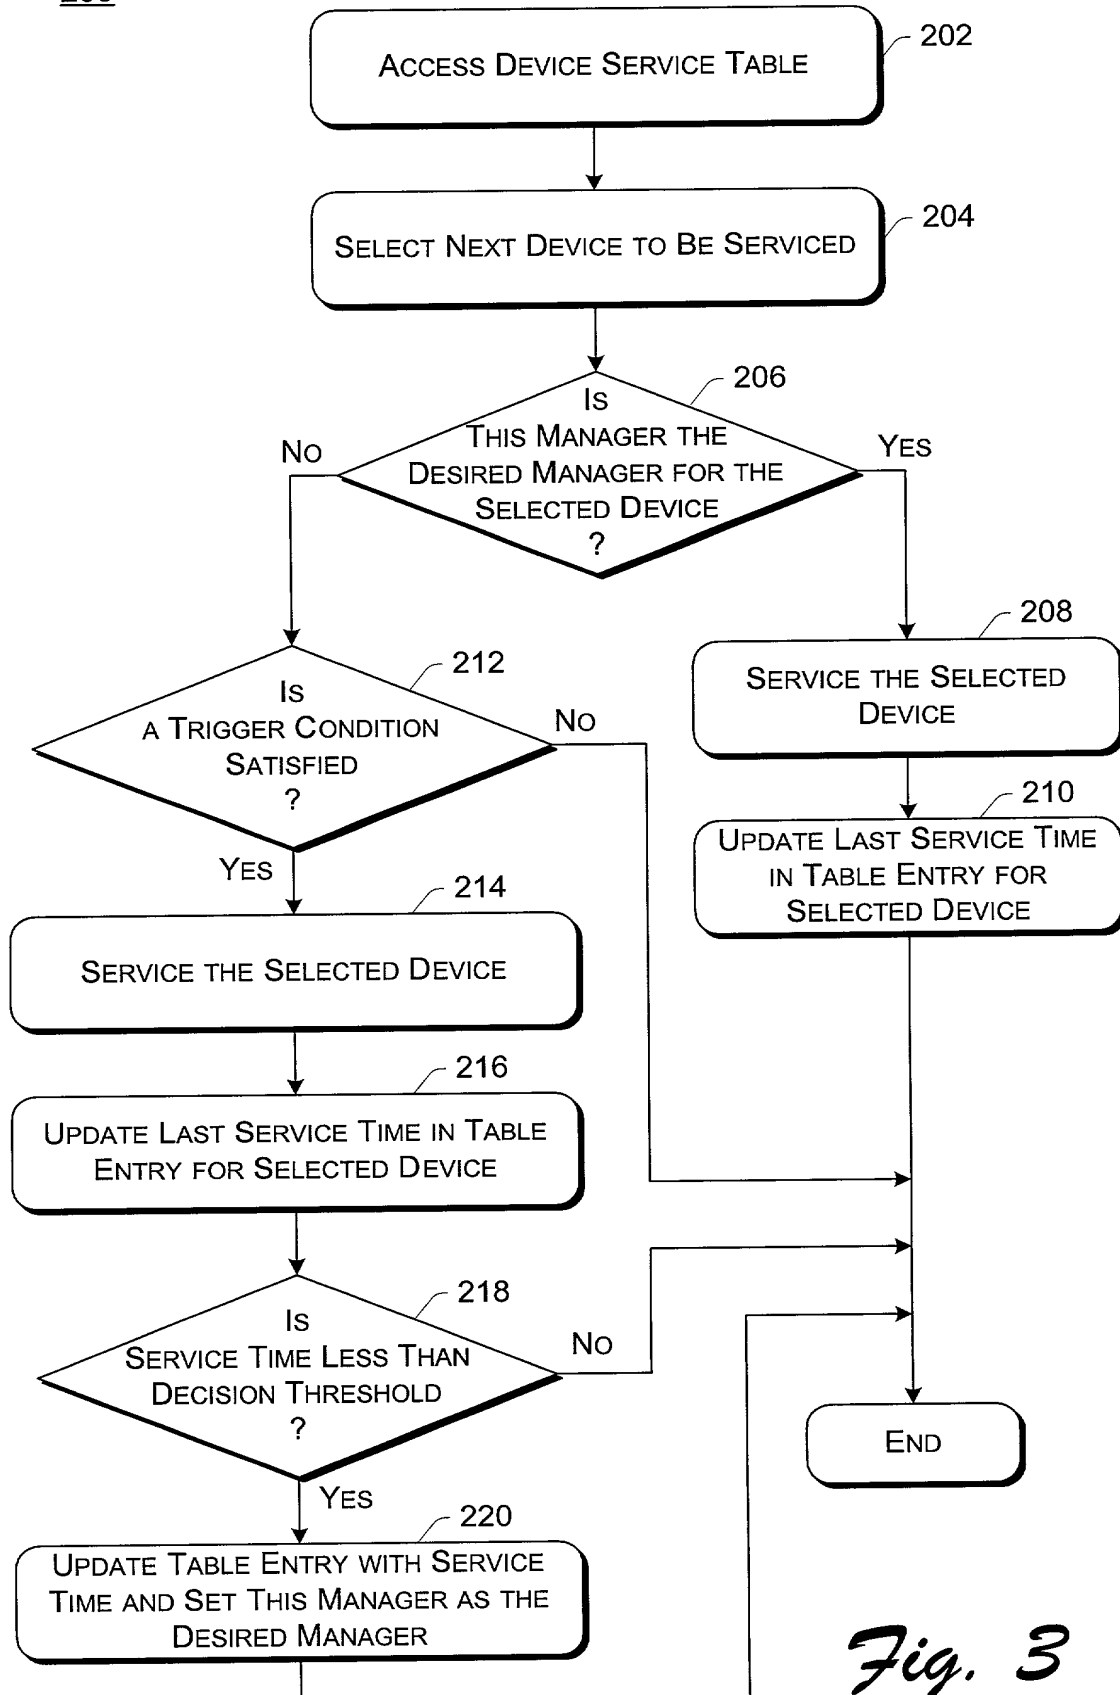 202
ACCESS DEVICE SERVICE TABLE
204
SELECT NEXT DEVICE TO BE SERVICED
206
IS
THIS MANAGER THE
DESIRED MANAGER FOR THE
SELECTED DEVICE
?
NO
YES
208
SERVICE THE SELECTED
DEVICE
210
UPDATE LAST SERVICE TIME
IN TABLE ENTRY FOR
SELECTED DEVICE
212
IS
A TRIGGER CONDITION
SATISFIED
?
NO
YES
214
SERVICE THE SELECTED DEVICE
216
UPDATE LAST SERVICE TIME IN TABLE
ENTRY FOR SELECTED DEVICE
218
IS
SERVICE TIME LESS THAN
DECISION THRESHOLD
?
NO
YES
END
220
UPDATE TABLE ENTRY WITH SERVICE
TIME AND SET THIS MANAGER AS THE
DESIRED MANAGER
Fig. 3